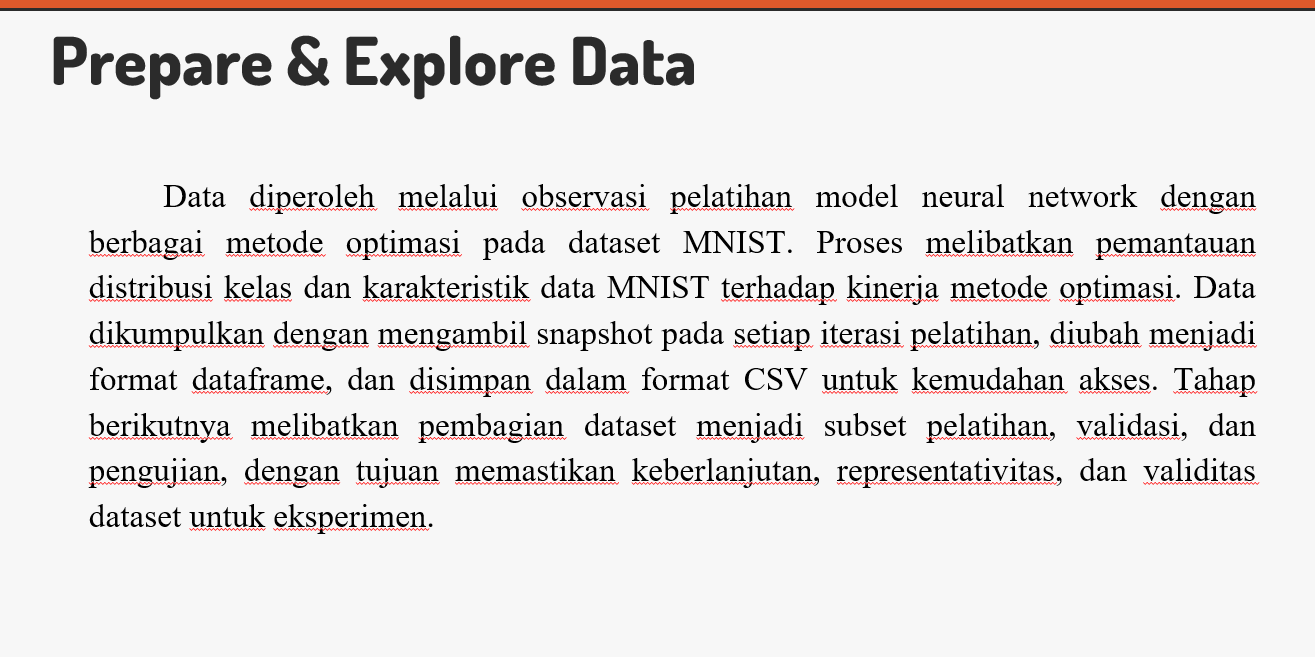 Prepare & Explore Data
Data diperoleh melalui observasi pelatihan model neural network dengan
berbagai metode optimasi pada dataset MNIST. Proses melibatkan pemantauan
distribusi kelas dan karakteristik data MNIST terhadap kinerja metode optimasi. Data
dikumpulkan dengan mengambil snapshot pada setiap iterasi pelatihan, diubah menjadi
format dataframe, dan disimpan dalam format CSV untuk kemudahan akses. Tahap
berikutnya melibatkan pembagian dataset menjadi subset pelatihan, validasi, dan
pengujian, dengan tujuan memastikan keberlanjutan, representativitas, dan validitas
dataset untuk eksperimen.